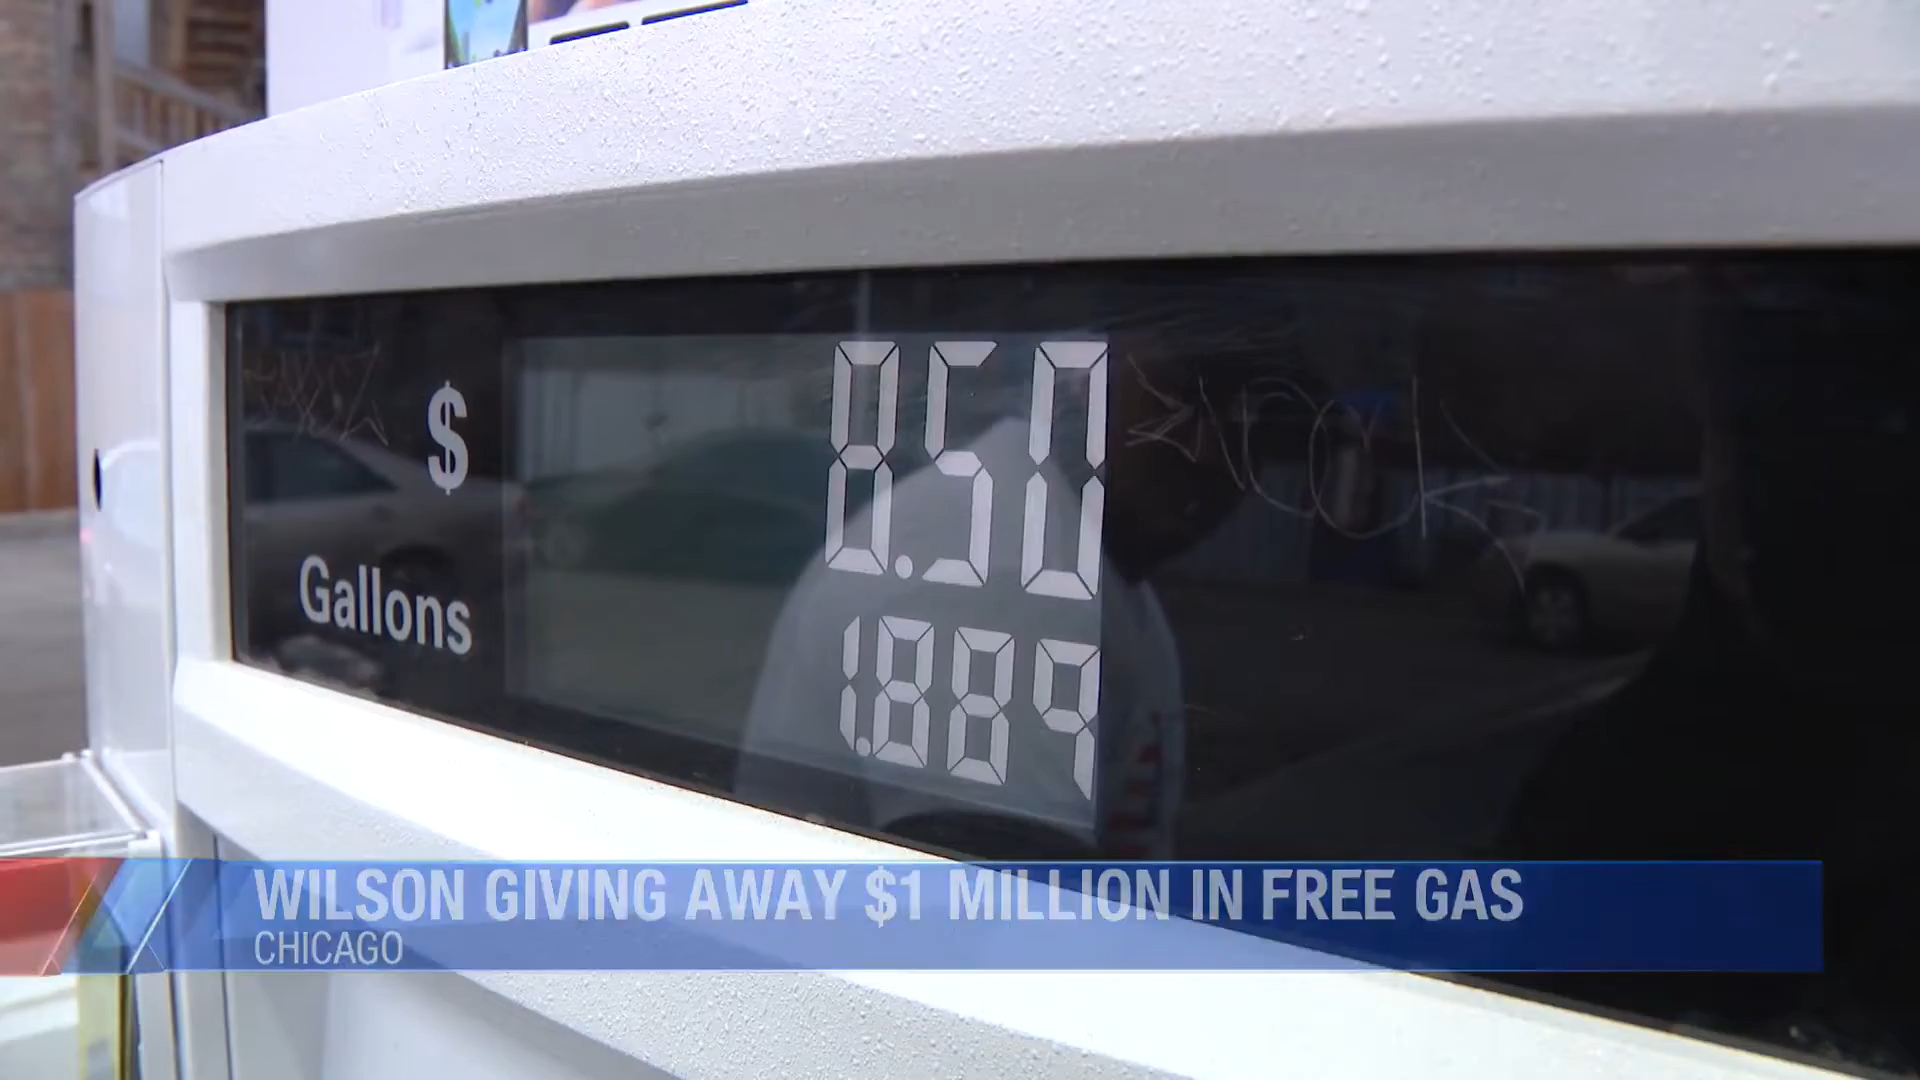 $ 8.50
Gallons 1.889
WILSON GIVING AWAY $1 MILLION IN FREE GAS
CHICAGO